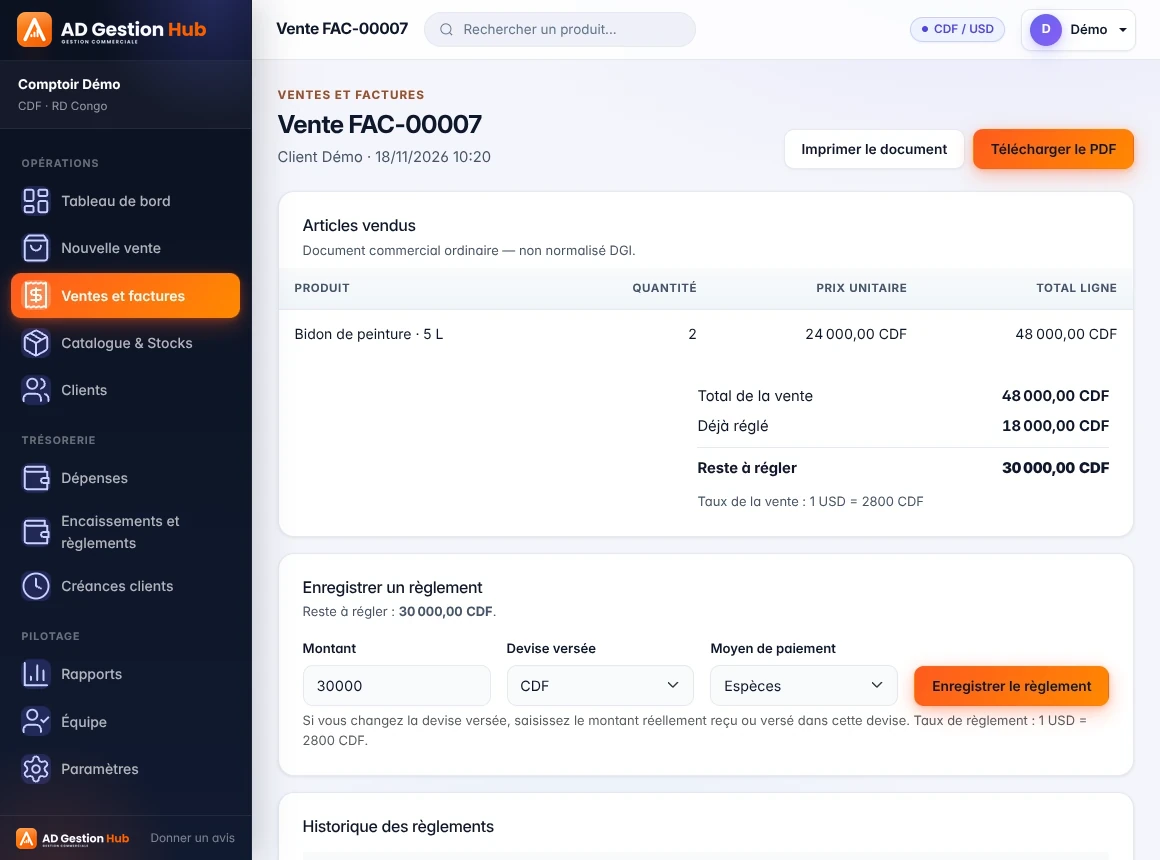 AD Gestion Hub
GESTION COMMERCIALE
Comptoir Démo
CDF · RD Congo
OPÉRATIONS
Tableau de bord
Nouvelle vente
Ventes et factures
Catalogue & Stocks
Clients
TRÉSORERIE
Dépenses
Encaissements et
règlements
Créances clients
PILOTAGE
Rapports
Équipe
Paramètres
AD Gestion Hub
GESTION COMMERCIALE
Donner un avis
Vente FAC-00007
Rechercher un produit...
CDF / USD
D
Démo
VENTES ET FACTURES
Vente FAC-00007
Client Démo · 18/11/2026 10:20
Imprimer le document
Télécharger le PDF
Articles vendus
Document commercial ordinaire — non normalisé DGI.
PRODUIT QUANTITÉ PRIX UNITAIRE TOTAL LIGNE
Bidon de peinture · 5 L 2 24 000,00 CDF 48 000,00 CDF
Total de la vente 48 000,00 CDF
Déjà réglé 18 000,00 CDF
Reste à régler 30 000,00 CDF
Taux de la vente : 1 USD = 2800 CDF
Enregistrer un règlement
Reste à régler : 30 000,00 CDF.
Montant Devise versée Moyen de paiement
30000 CDF Espèces Enregistrer le règlement
Si vous changez la devise versée, saisissez le montant réellement reçu ou versé dans cette devise. Taux de règlement : 1 USD =
2800 CDF.
Historique des règlements